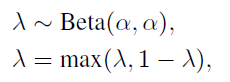 λ ∼ Beta(α, α),
λ = max(λ, 1 − λ),